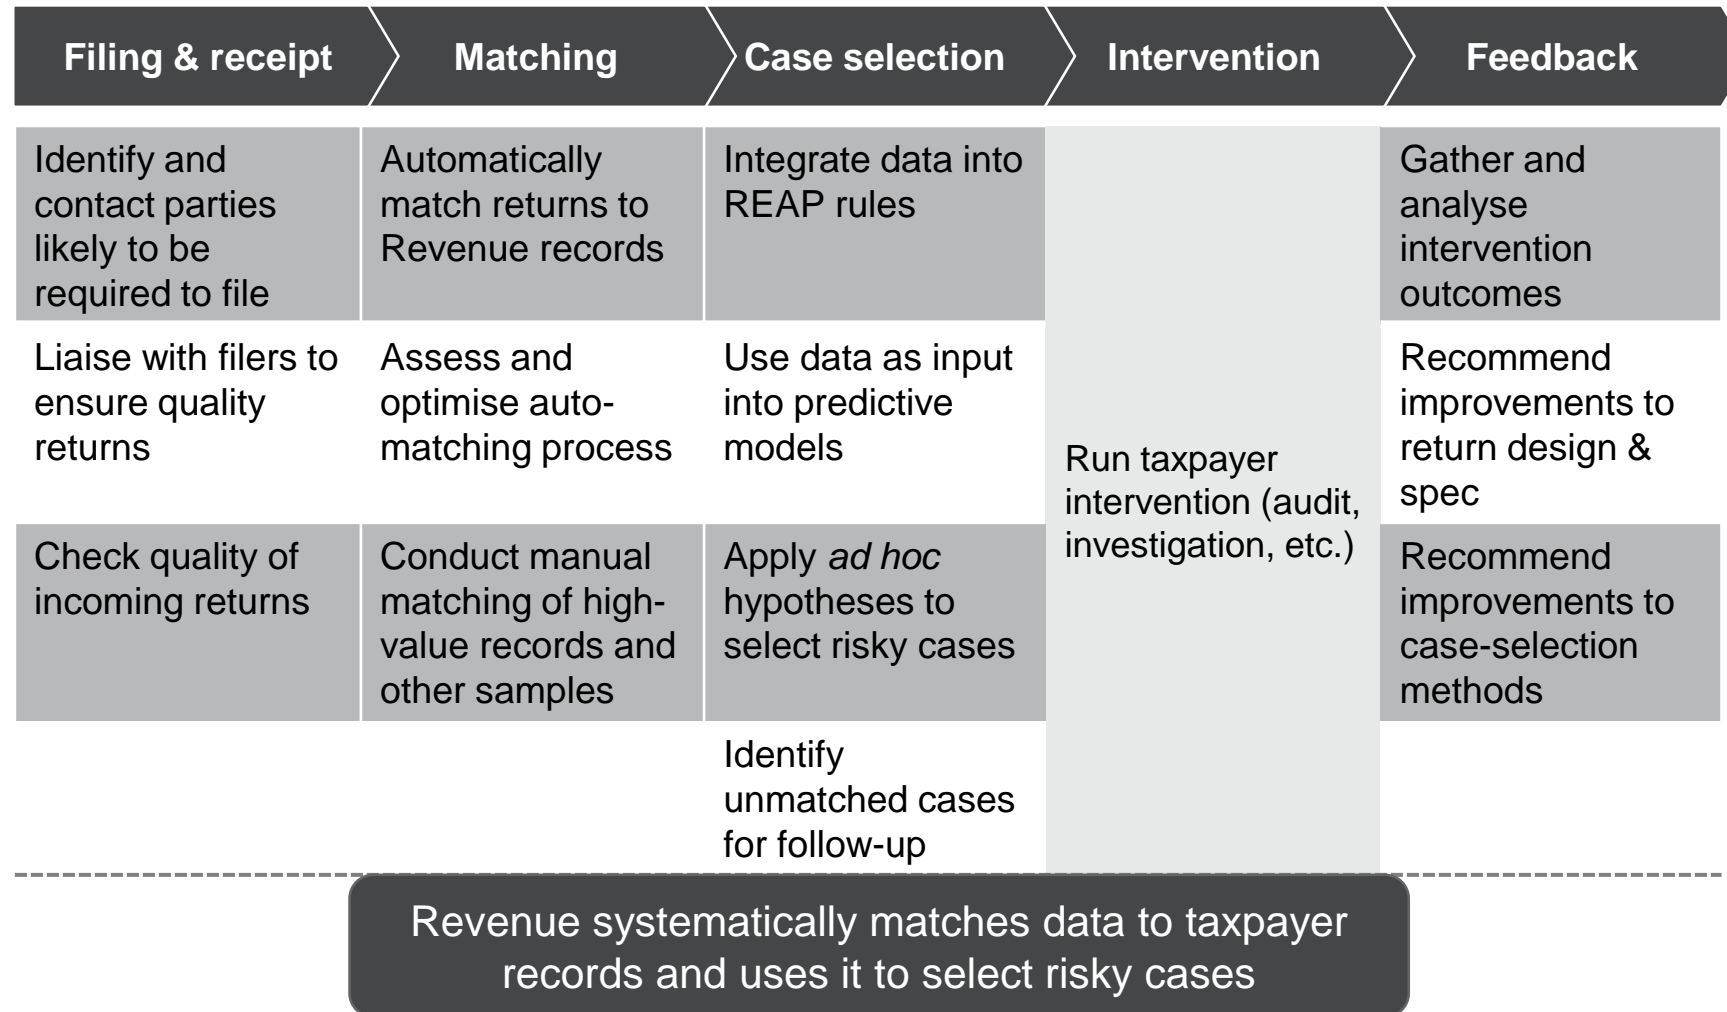 Filing & receipt
Matching
Case selection
Intervention
Feedback
Identify and
contact parties
likely to be
required to file
Automatically
match returns to
Revenue records
Integrate data into
REAP rules
Gather and
analyse
intervention
outcomes
Liaise with filers to
ensure quality
returns
Assess and
optimise auto-
matching process
Use data as input
into predictive
models
Run taxpayer
intervention (audit,
investigation, etc.)
Recommend
improvements to
return design &
spec
Check quality of
incoming returns
Conduct manual
matching of high-
value records and
other samples
Apply ad hoc
hypotheses to
select risky cases
Recommend
improvements to
case-selection
methods
Identify
unmatched cases
for follow-up
Revenue systematically matches data to taxpayer
records and uses it to select risky cases